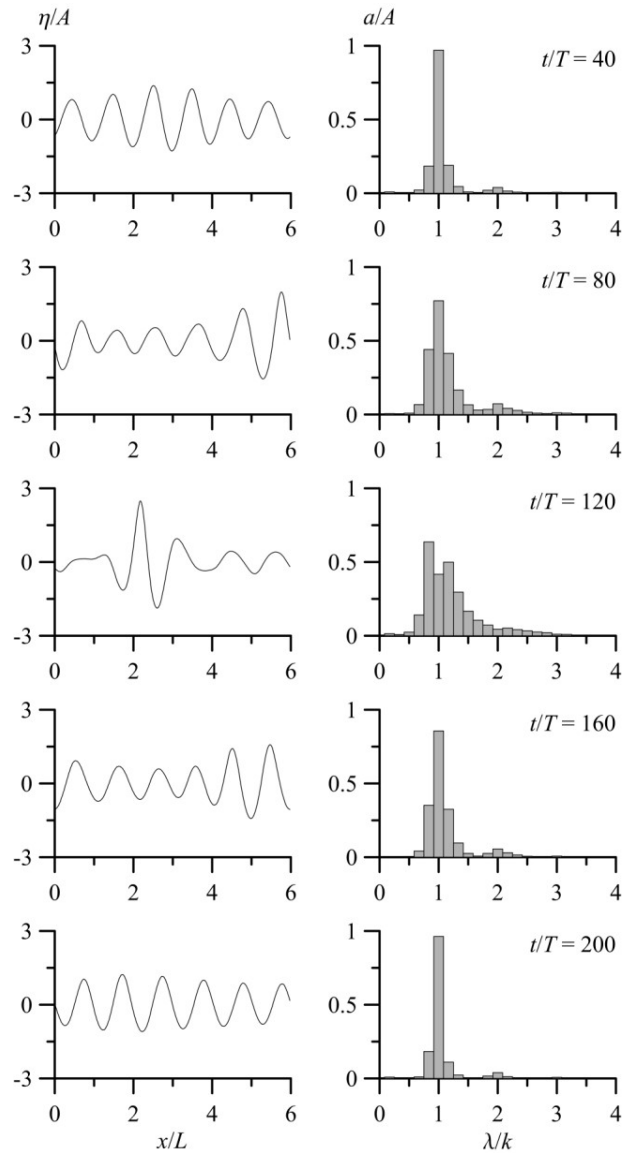 η/A a/A
3 0 -3 0 2 4 6
1 0.5 0 0 1 2 3 4 t/T = 40
3 0 -3 0 2 4 6
1 0.5 0 0 1 2 3 4 t/T = 80
3 0 -3 0 2 4 6
1 0.5 0 0 1 2 3 4 t/T = 120
3 0 -3 0 2 4 6
1 0.5 0 0 1 2 3 4 t/T = 160
3 0 -3 0 2 4 6
1 0.5 0 0 1 2 3 4 t/T = 200
x/L λ/k